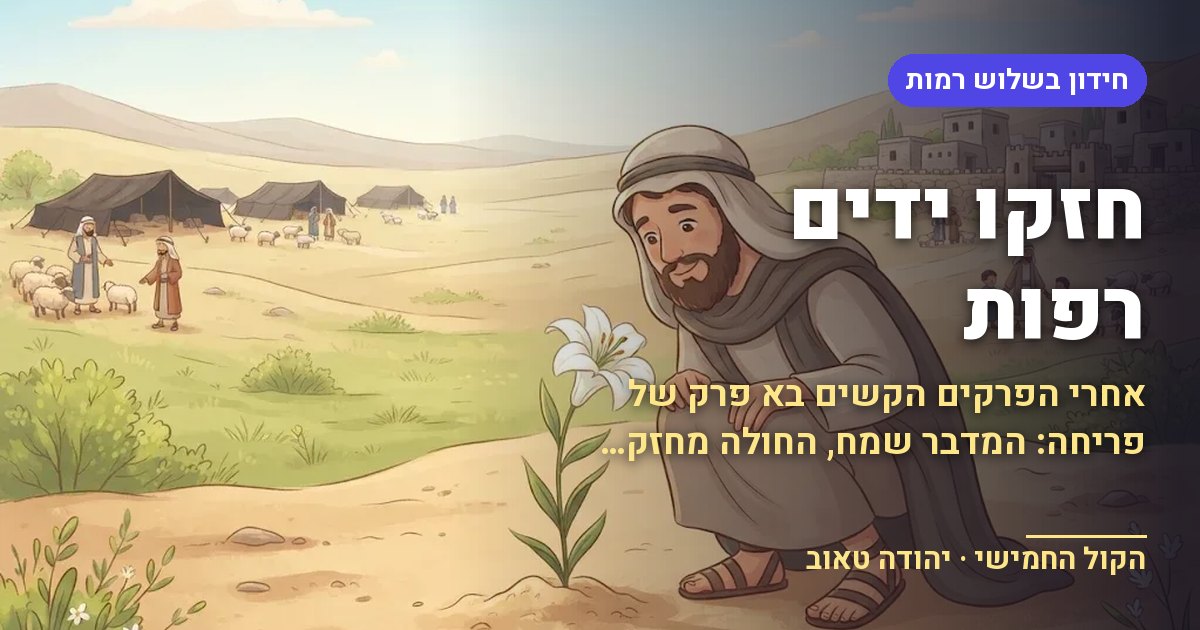 חידון בשלוש רמות
חזקו ידים
רפות
אחרי הפרקים הקשים בא פרק של
פריחה: המדבר שמח, החולה מחזק...
הקול החמישי · יהודה טאוב